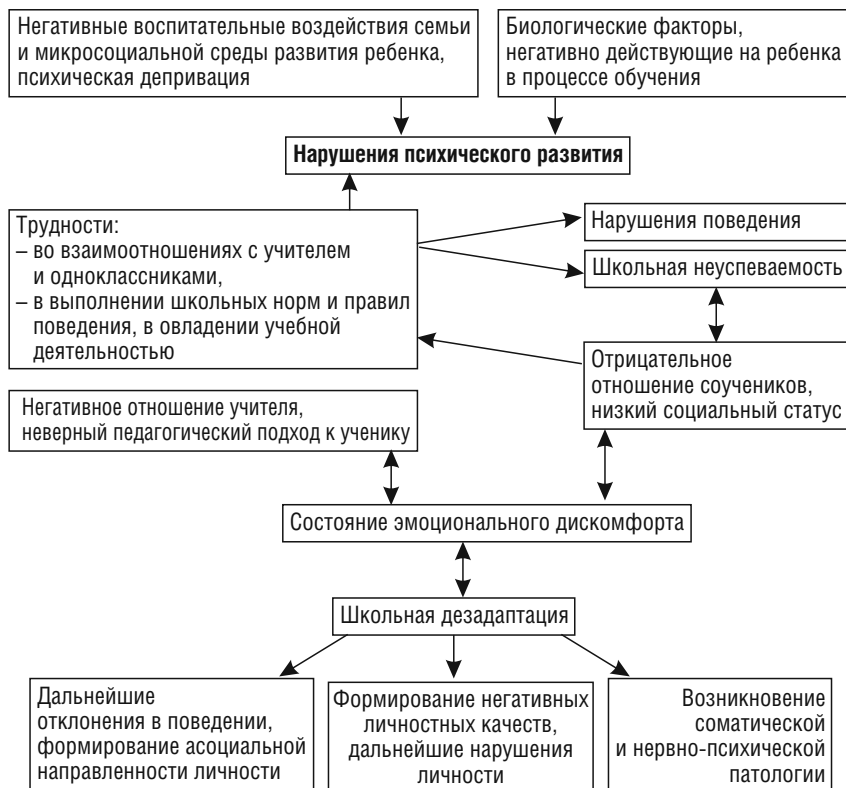 Негативные воспитательные воздействия семьи
и микросоциальной среды развития ребенка,
психическая депривация
Биологические факторы,
негативно действующие на ребенка
в процессе обучения
Нарушения психического развития
Трудности:
– во взаимоотношениях с учителем
и одноклассниками,
– в выполнении школьных норм и правил
поведения, в овладении учебной
деятельностью
Нарушения поведения
Школьная неуспеваемость
Отрицательное
отношение соучеников,
низкий социальный статус
Негативное отношение учителя,
неверный педагогический подход к ученику
Состояние эмоционального дискомфорта
Школьная дезадаптация
Дальнейшие
отклонения в поведении,
формирование асоциальной
направленности личности
Формирование негативных
личностных качеств,
дальнейшие нарушения
личности
Возникновение
соматической
и нервно-психической
патологии